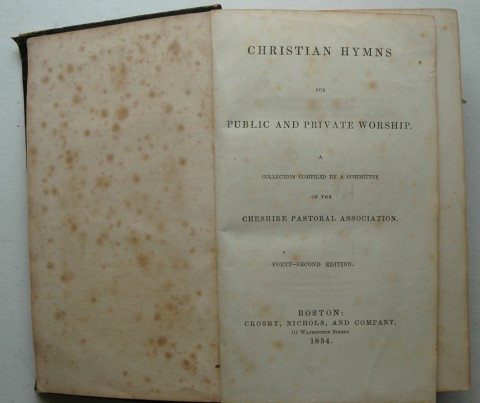 CHRISTIAN HYMNS
FOR
PUBLIC AND PRIVATE WORSHIP.
A
COLLECTION COMPILED BY A COMMITTEE
OF THE
CHESHIRE PASTORAL ASSOCIATION.
FORTY-SECOND EDITION.
BOSTON:
CROSBY, NICHOLS, AND COMPANY,
111 WASHINGTON STREET.
1854.